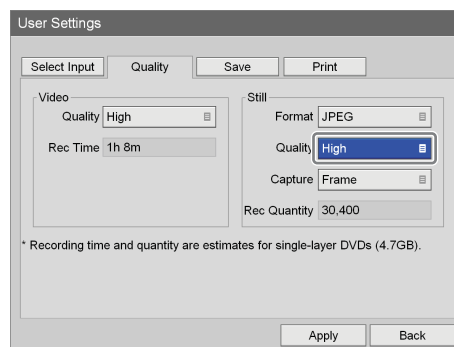 User Settings
Select Input
Quality
Save
Print
Video
Quality High
Rec Time 1h 8m
Still
Format JPEG
Quality High
Capture Frame
Rec Quantity 30,400
* Recording time and quantity are estimates for single-layer DVDs (4.7GB).
Apply
Back